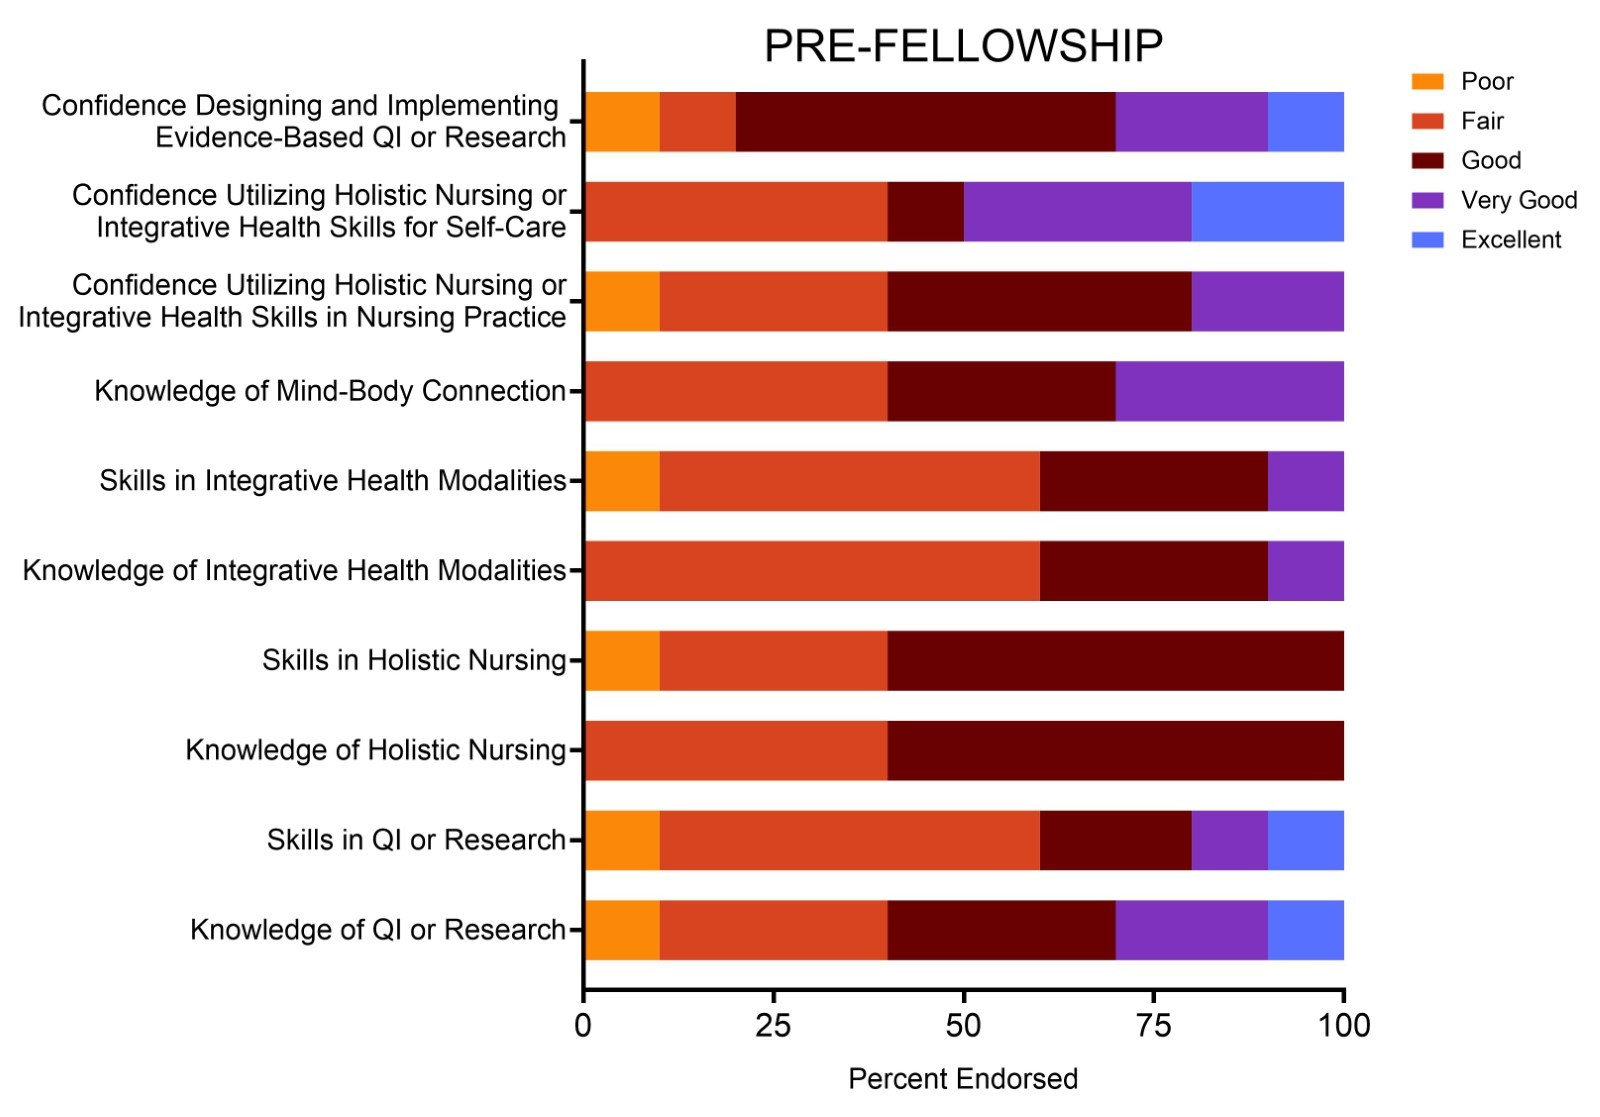 PRE-FELLOWSHIP
Confidence Designing and Implementing
Evidence-Based QI or Research
Confidence Utilizing Holistic Nursing or
Integrative Health Skills for Self-Care
Confidence Utilizing Holistic Nursing or
Integrative Health Skills in Nursing Practice
Knowledge of Mind-Body Connection
Skills in Integrative Health Modalities
Knowledge of Integrative Health Modalities
Skills in Holistic Nursing
Knowledge of Holistic Nursing
Skills in QI or Research
Knowledge of QI or Research
0 25 50 75 100
Percent Endorsed
Poor
Fair
Good
Very Good
Excellent